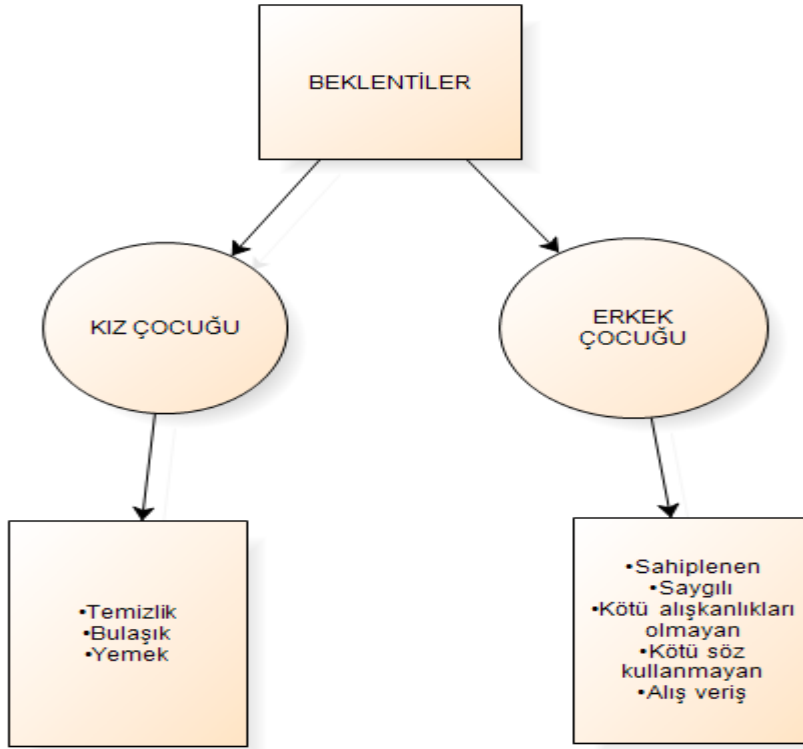 BEKLENTİLER
KIZ ÇOCUĞU
ERKEK
ÇOCUĞU
•Temizlik
•Bulaşık
•Yemek
•Sahiplenen
•Saygılı
•Kötü alışkanlıkları
olmayan
•Kötü söz
kullanmayan
•Alış veriş